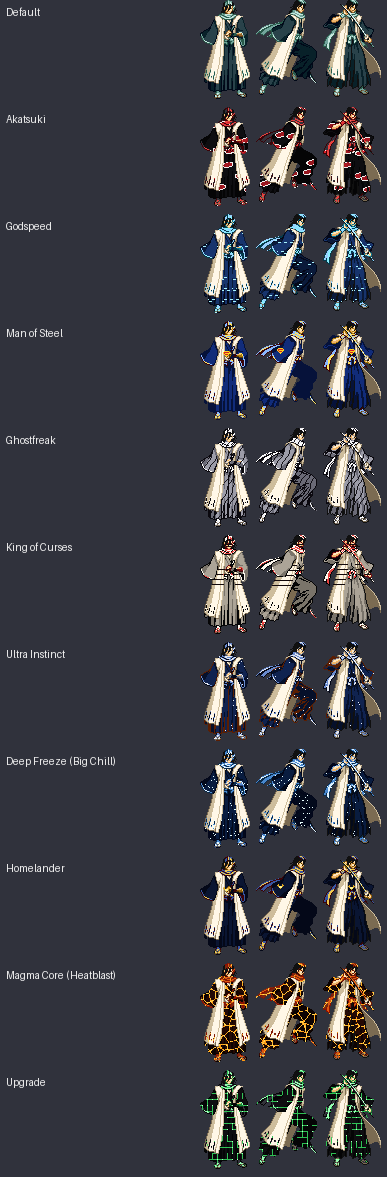 Default
Akatsuki
Godspeed
Man of Steel
Ghostfreak
King of Curses
Ultra Instinct
Deep Freeze (Big Chill)
Homelander
Magma Core (Heatblast)
Upgrade